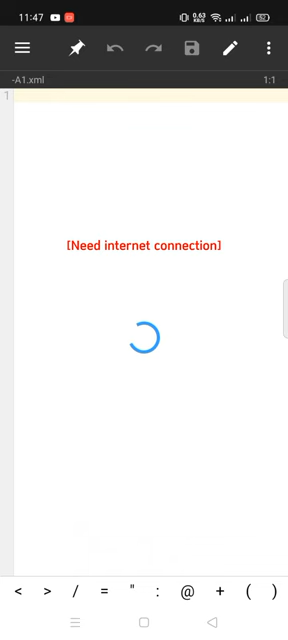 11:47 0.63 KB/S 52
-A1.xml 1:1
1
[Need internet connection]
< > / = " : @ + ( )